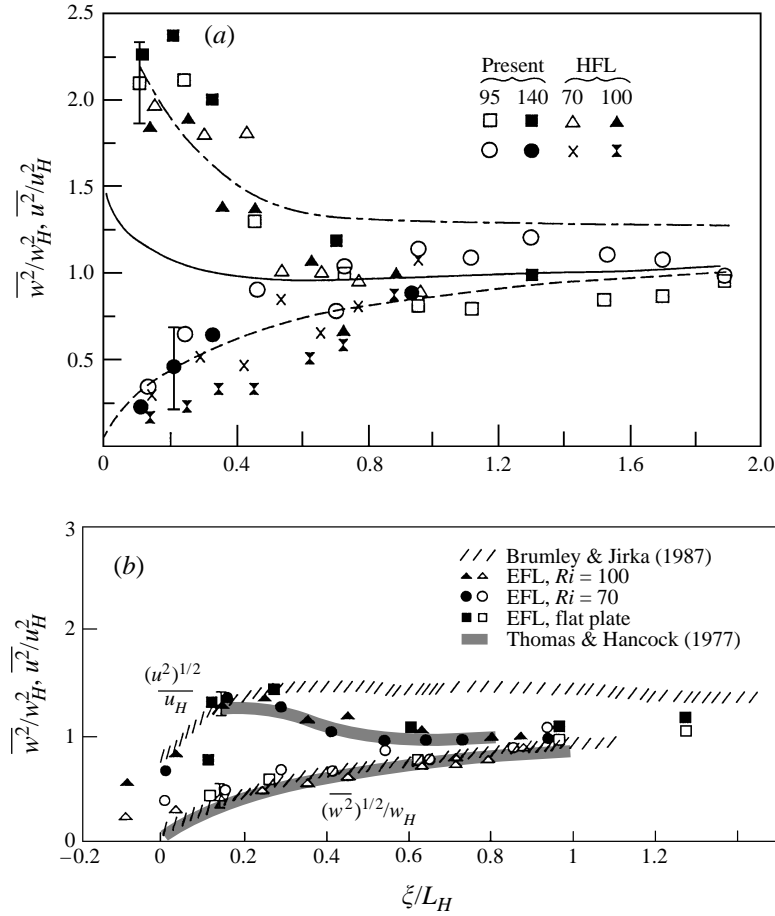 2.5
(a)
Present HFL
95 140 70 100
2.0
1.5
1.0
0.5
w²/w²_H, u²/u²_H
0 0.4 0.8 1.2 1.6 2.0
3
(b)
Brumley & Jirka (1987)
EFL, Ri = 100
EFL, Ri = 70
EFL, flat plate
Thomas & Hancock (1977)
2
(u²)^1/2
u_H
1
(w²)^1/2/w_H
0
w²/w²_H, u²/u²_H
−0.2 0 0.2 0.4 0.6 0.8 1 1.2
ξ/L_H